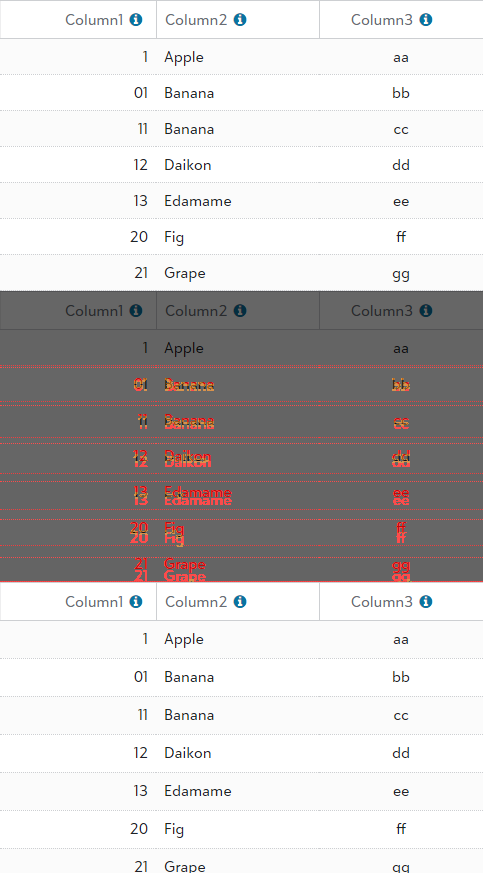 Column1 Column2 Column3
1 Apple aa
01 Banana bb
11 Banana cc
12 Daikon dd
13 Edamame ee
20 Fig ff
21 Grape gg
Column1 Column2 Column3
1 Apple aa
01 Banana bb
11 Banana cc
12 Daikon dd
13 Edamame ee
20 Fig ff
21 Grape gg
Column1 Column2 Column3
1 Apple aa
01 Banana bb
11 Banana cc
12 Daikon dd
13 Edamame ee
20 Fig ff
21 Grape gg